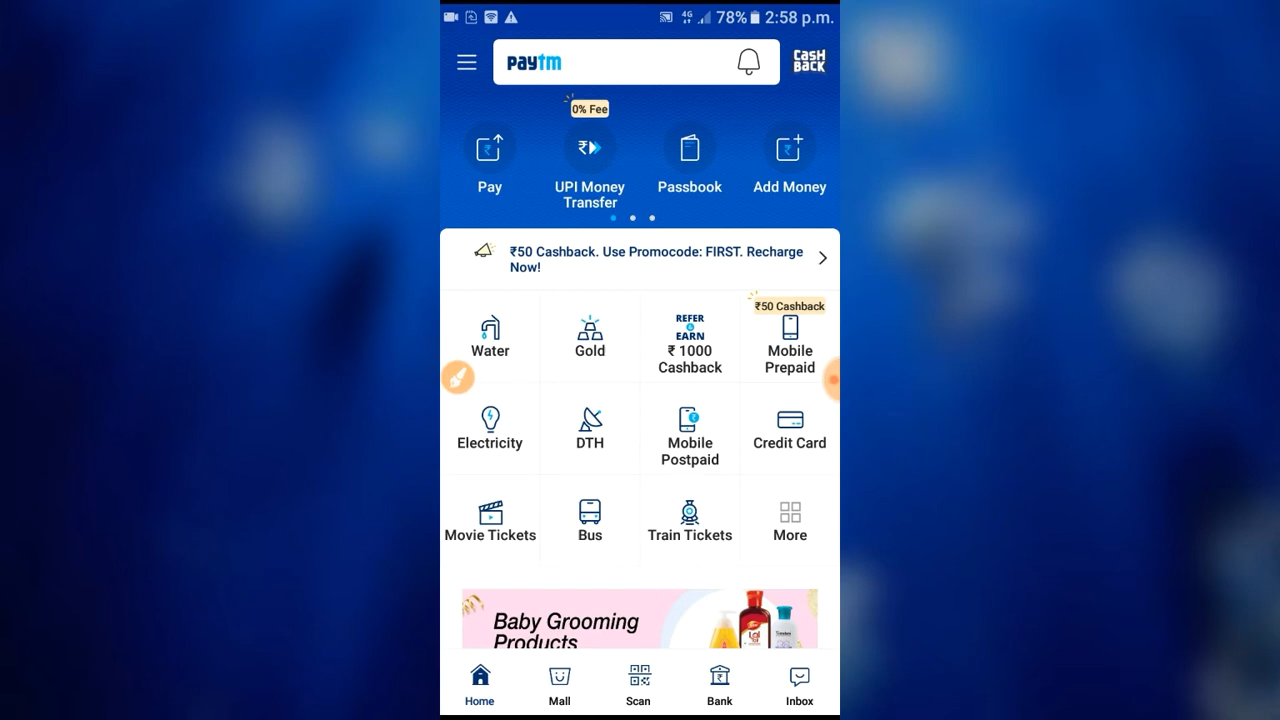 4G 78% 2:58 p.m.
paytm
CASH
BACK
0% Fee
Pay
UPI Money
Transfer
Passbook
Add Money
₹50 Cashback. Use Promocode: FIRST. Recharge
Now!
₹50 Cashback
Water
Gold
REFER
&
EARN
₹ 1000
Cashback
Mobile
Prepaid
Electricity
DTH
Mobile
Postpaid
Credit Card
Movie Tickets
Bus
Train Tickets
More
Baby Grooming
Products
Home
Mall
Scan
Bank
Inbox